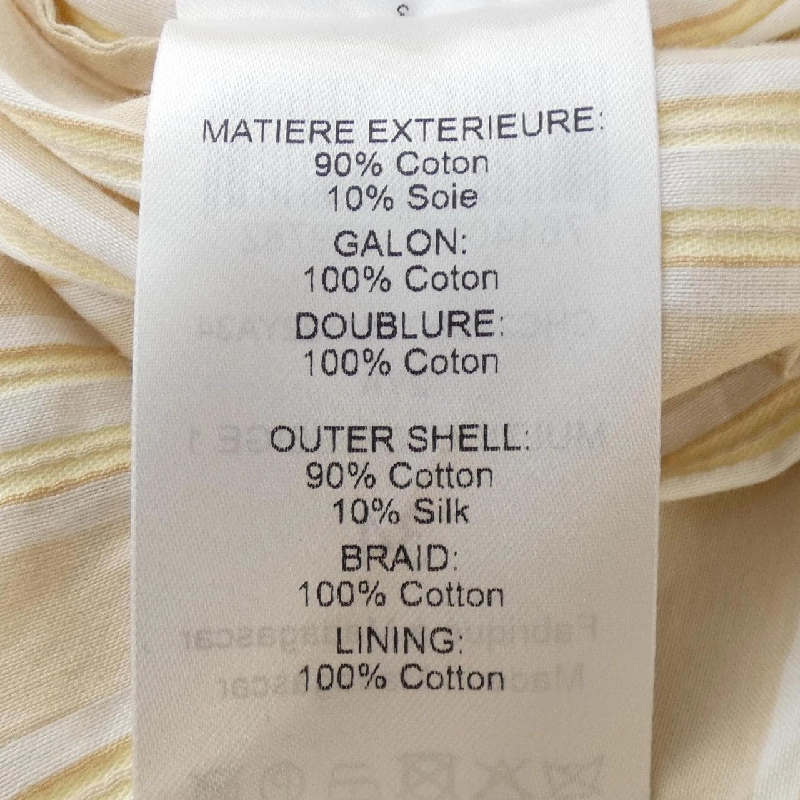 MATIERE EXTERIEURE:
90% Coton
10% Soie
GALON:
100% Coton
DOUBLURE:
100% Coton
OUTER SHELL:
90% Cotton
10% Silk
BRAID:
100% Cotton
LINING:
100% Cotton